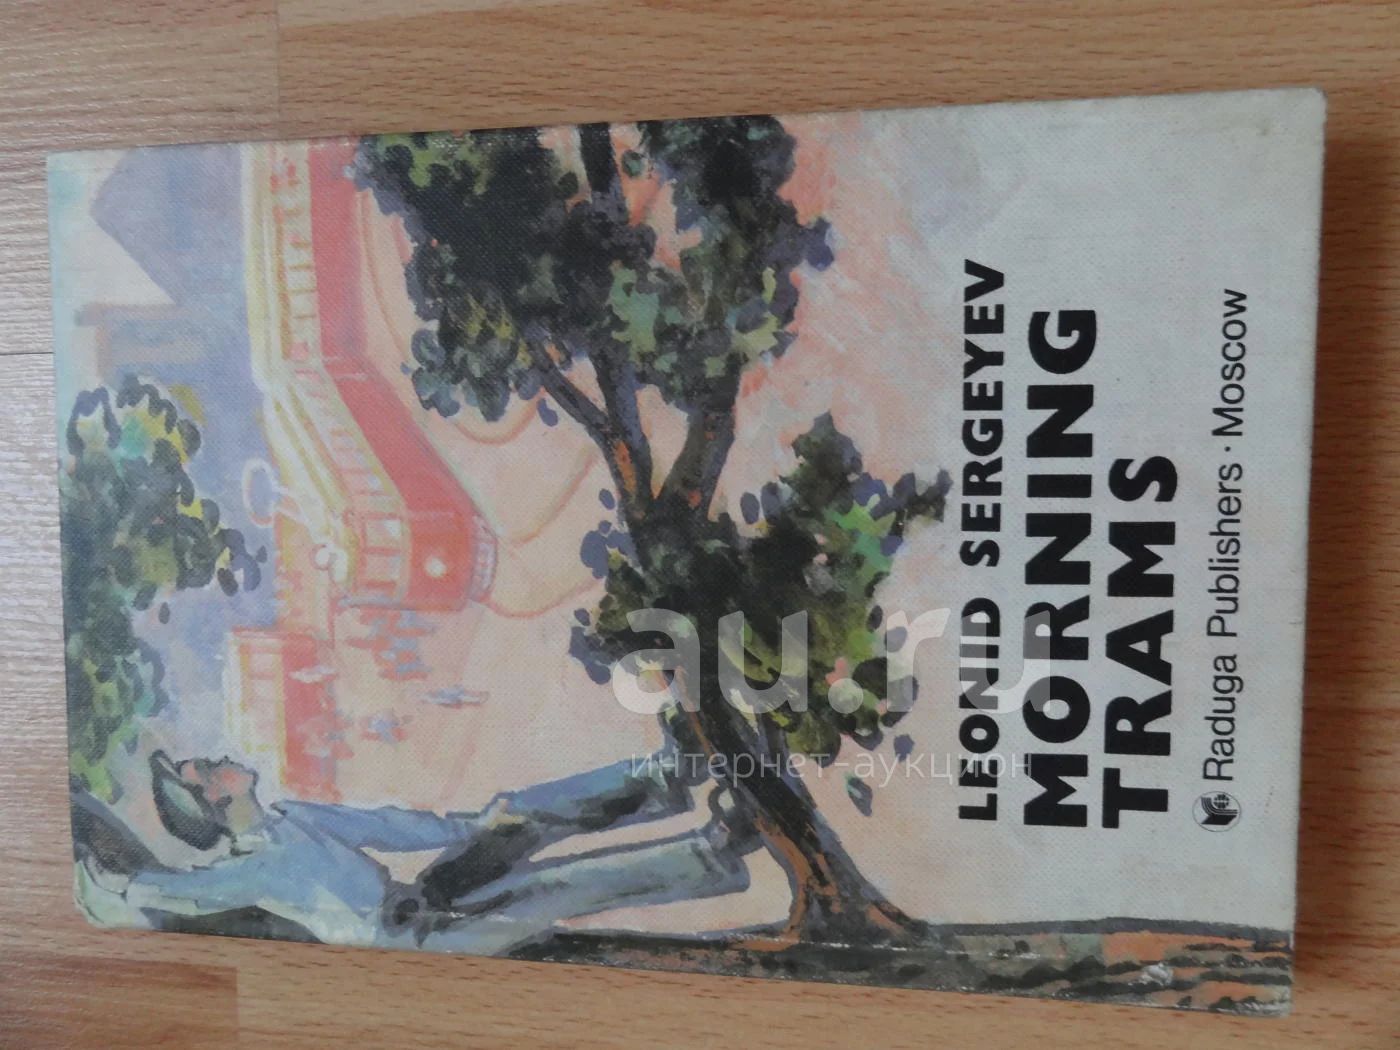 LEONID SERGEYEV
MORNING
TRAMS
Raduga Publishers · Moscow
au.ru
интернет-аукцион